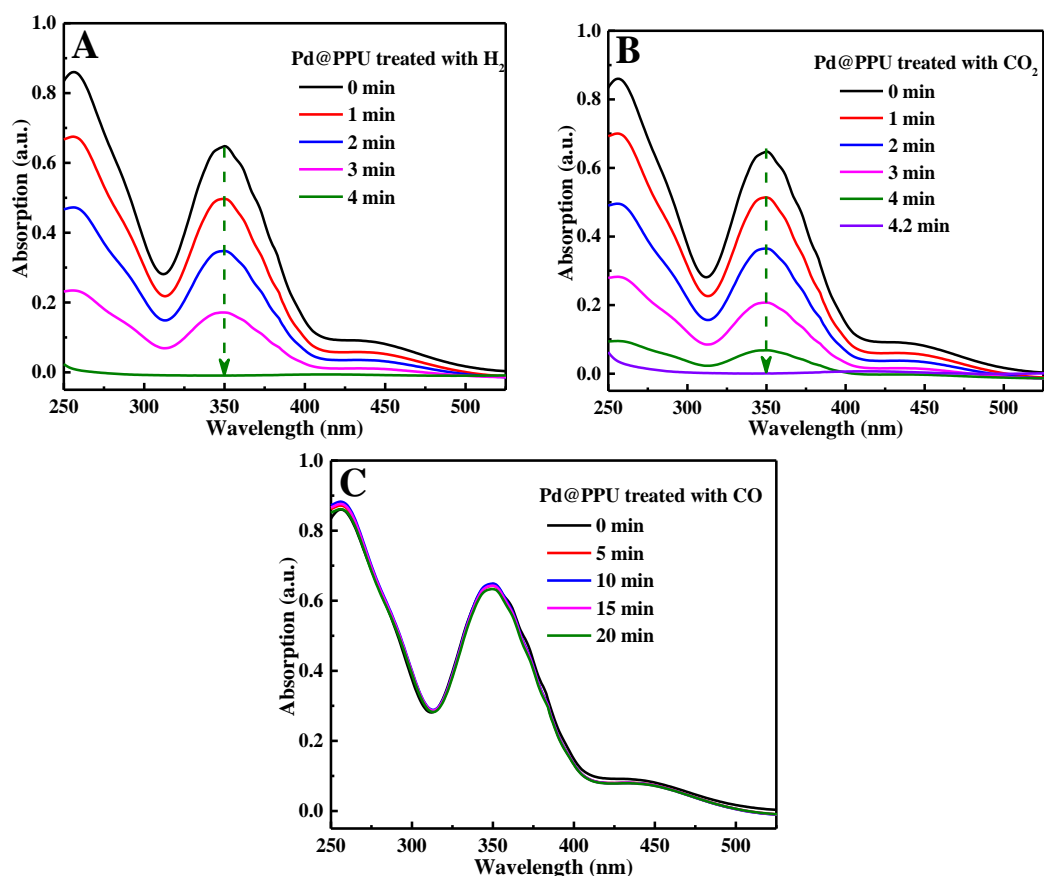 A
Pd@PPU treated with H₂
0 min
1 min
2 min
3 min
4 min
1.0
0.8
0.6
0.4
0.2
0.0
Absorption (a.u.)
250 300 350 400 450 500
Wavelength (nm)
B
Pd@PPU treated with CO₂
0 min
1 min
2 min
3 min
4 min
4.2 min
1.0
0.8
0.6
0.4
0.2
0.0
Absorption (a.u.)
250 300 350 400 450 500
Wavelength (nm)
C
Pd@PPU treated with CO
0 min
5 min
10 min
15 min
20 min
1.0
0.8
0.6
0.4
0.2
0.0
Absorption (a.u.)
250 300 350 400 450 500
Wavelength (nm)